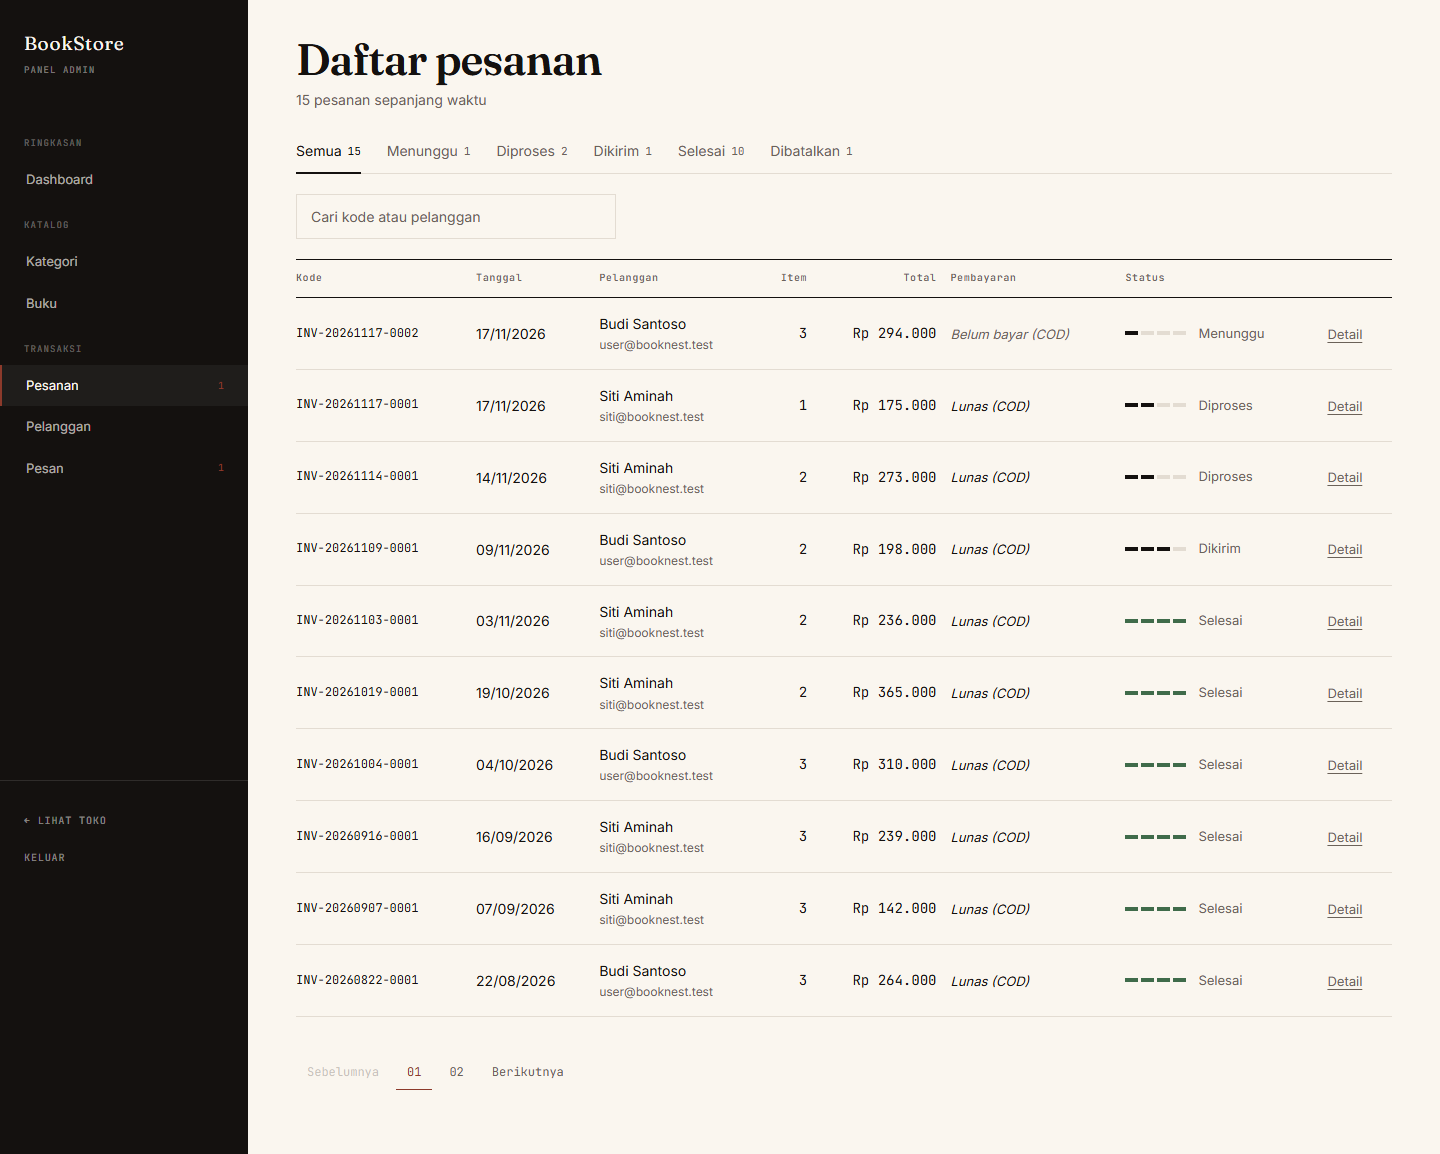 BookStore
PANEL ADMIN
RINGKASAN
Dashboard
KATALOG
Kategori
Buku
TRANSAKSI
Pesanan 1
Pelanggan
Pesan 1
← LIHAT TOKO
KELUAR
Daftar pesanan
15 pesanan sepanjang waktu
Semua 15 Menunggu 1 Diproses 2 Dikirim 1 Selesai 10 Dibatalkan 1
Cari kode atau pelanggan
Kode Tanggal Pelanggan Item Total Pembayaran Status
INV-20261117-0002 17/11/2026 Budi Santoso 3 Rp 294.000 Belum bayar (COD) Menunggu Detail
user@booknest.test
INV-20261117-0001 17/11/2026 Siti Aminah 1 Rp 175.000 Lunas (COD) Diproses Detail
siti@booknest.test
INV-20261114-0001 14/11/2026 Siti Aminah 2 Rp 273.000 Lunas (COD) Diproses Detail
siti@booknest.test
INV-20261109-0001 09/11/2026 Budi Santoso 2 Rp 198.000 Lunas (COD) Dikirim Detail
user@booknest.test
INV-20261103-0001 03/11/2026 Siti Aminah 2 Rp 236.000 Lunas (COD) Selesai Detail
siti@booknest.test
INV-20261019-0001 19/10/2026 Siti Aminah 2 Rp 365.000 Lunas (COD) Selesai Detail
siti@booknest.test
INV-20261004-0001 04/10/2026 Budi Santoso 3 Rp 310.000 Lunas (COD) Selesai Detail
user@booknest.test
INV-20260916-0001 16/09/2026 Siti Aminah 3 Rp 239.000 Lunas (COD) Selesai Detail
siti@booknest.test
INV-20260907-0001 07/09/2026 Siti Aminah 3 Rp 142.000 Lunas (COD) Selesai Detail
siti@booknest.test
INV-20260822-0001 22/08/2026 Budi Santoso 3 Rp 264.000 Lunas (COD) Selesai Detail
user@booknest.test
Sebelumnya 01 02 Berikutnya